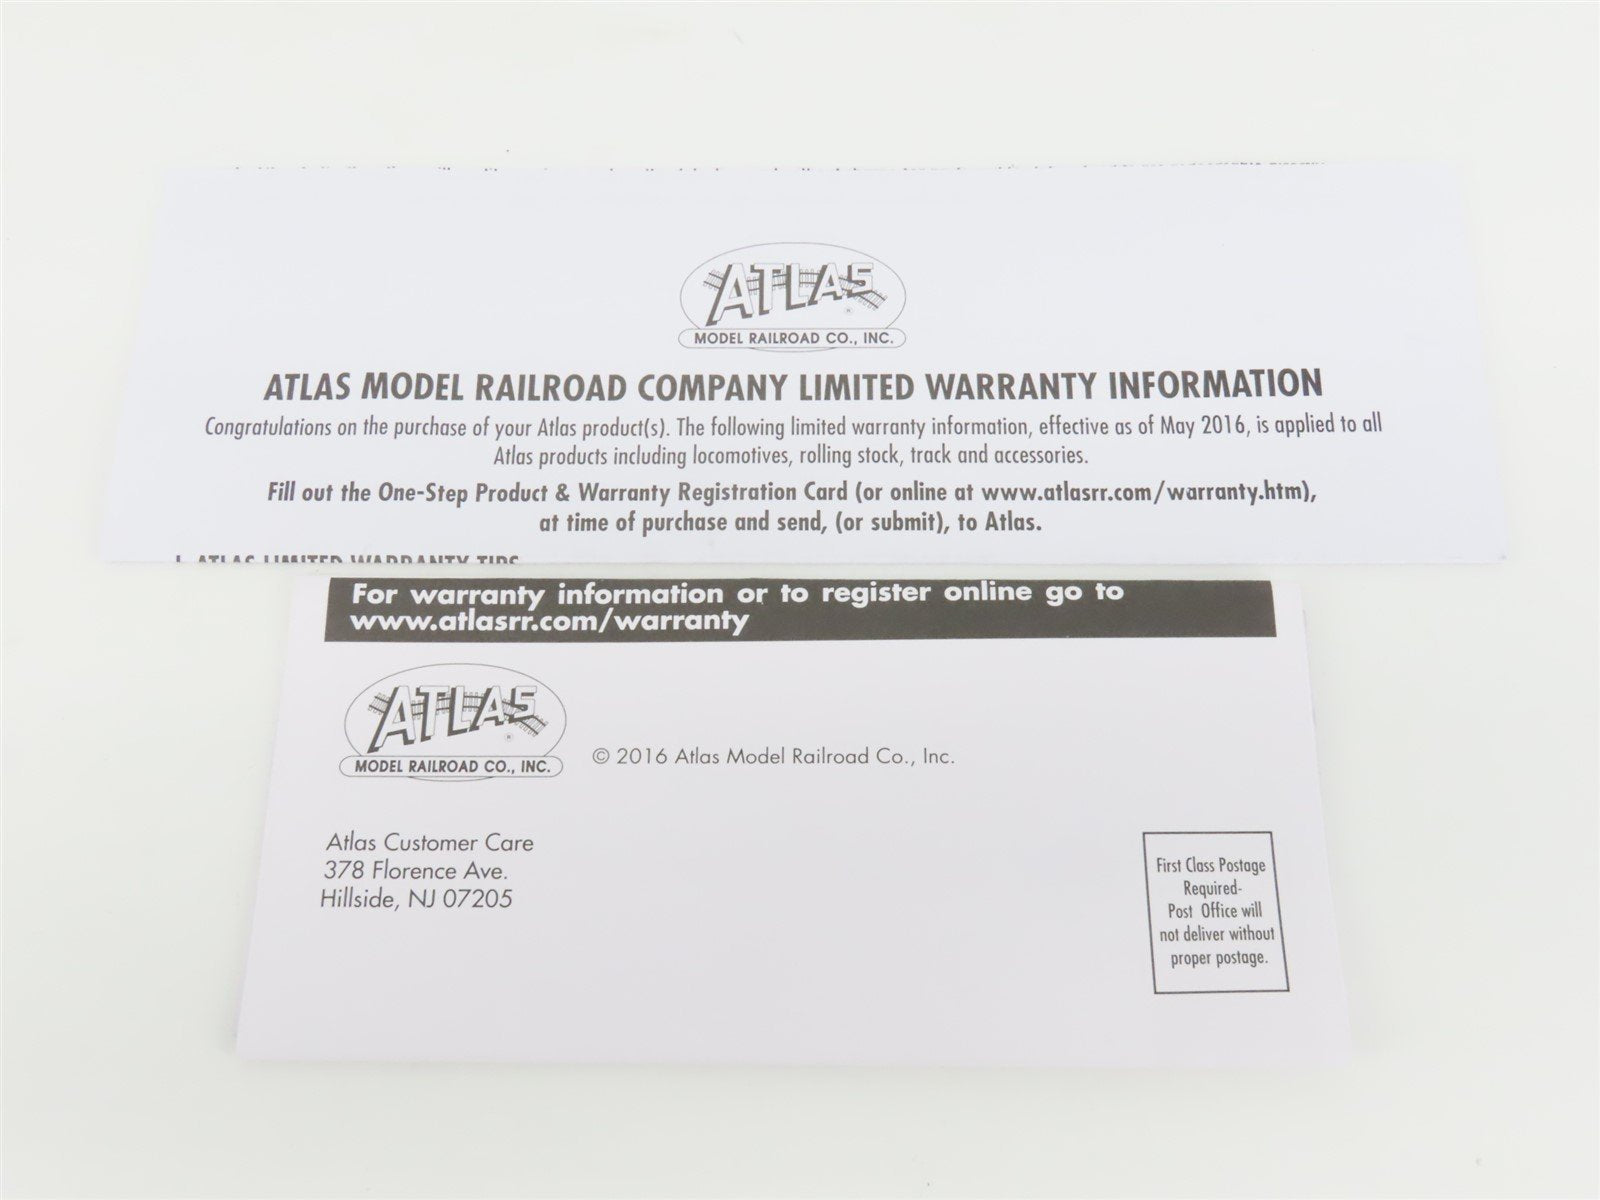 ATLAS
®
MODEL RAILROAD CO., INC.
ATLAS MODEL RAILROAD COMPANY LIMITED WARRANTY INFORMATION
Congratulations on the purchase of your Atlas product(s). The following limited warranty information, effective as of May 2016, is applied to all
Atlas products including locomotives, rolling stock, track and accessories.
Fill out the One-Step Product & Warranty Registration Card (or online at www.atlasrr.com/warranty.htm),
at time of purchase and send, (or submit), to Atlas.
I. ATLAS LIMITED WARRANTY TIPS
For warranty information or to register online go to
www.atlasrr.com/warranty
ATLAS
®
MODEL RAILROAD CO., INC.
© 2016 Atlas Model Railroad Co., Inc.
Atlas Customer Care
378 Florence Ave.
Hillside, NJ 07205
First Class Postage
Required-
Post Office will
not deliver without
proper postage.